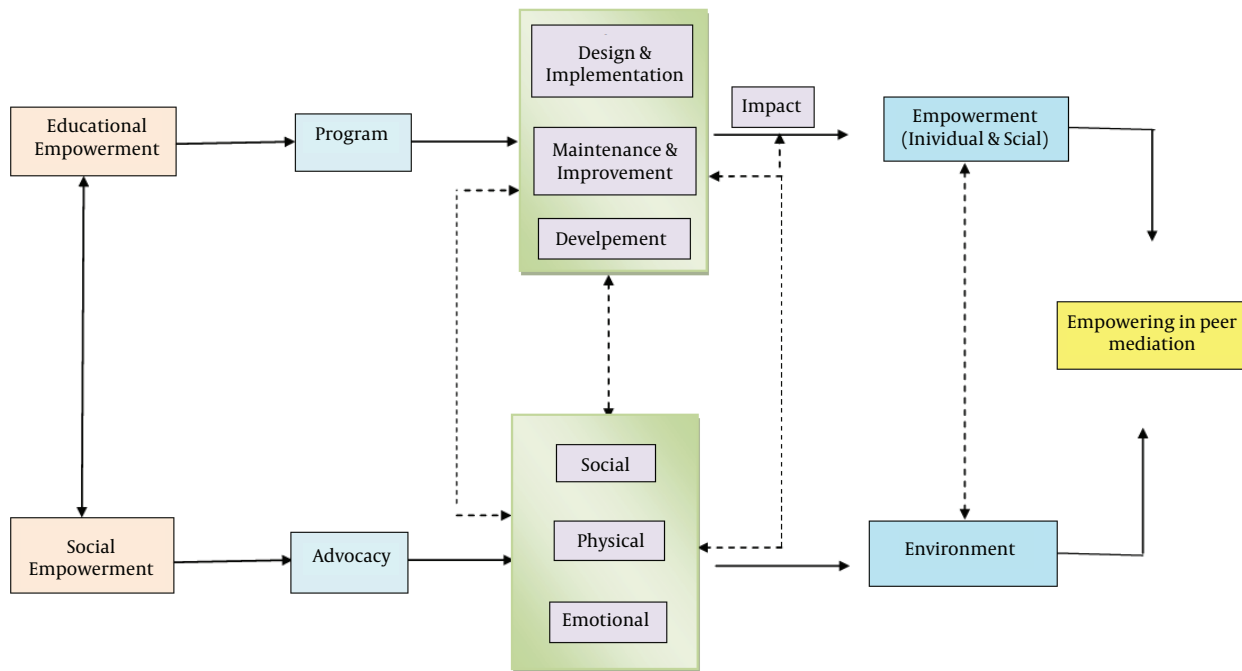 Design &
Implementation
Impact
Educational
Empowerment
Program
Empowerment
(Inividual & Scial)
Maintenance &
Improvement
Develpement
Empowering in peer
mediation
Social
Social
Empowerment
Advocacy
Physical
Environment
Emotional